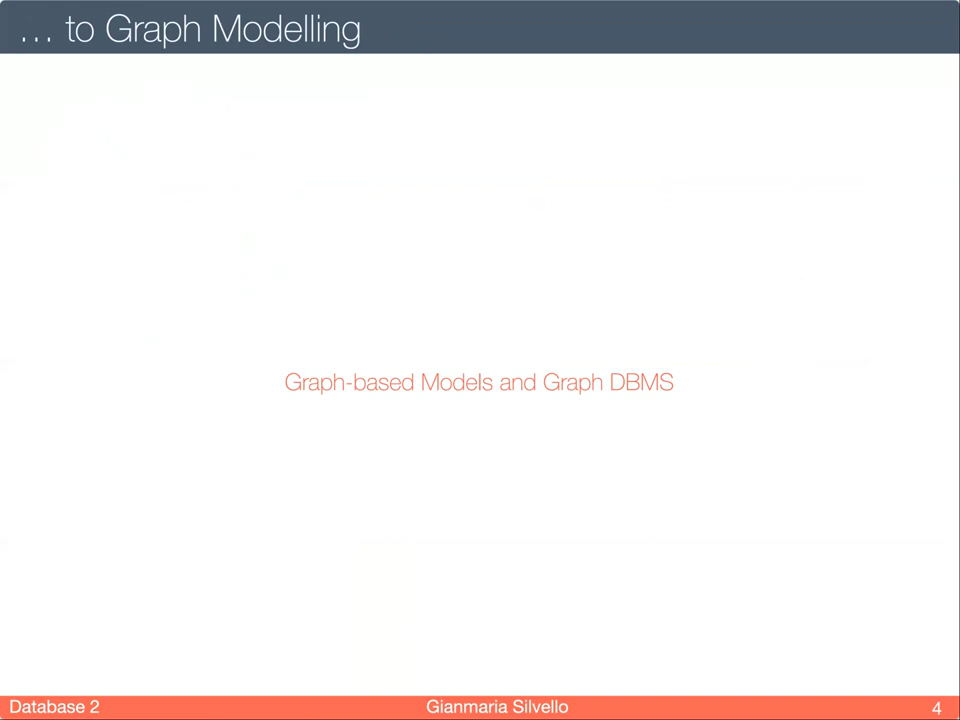 … to Graph Modelling
Graph-based Models and Graph DBMS
Database 2
Gianmaria Silvello
4